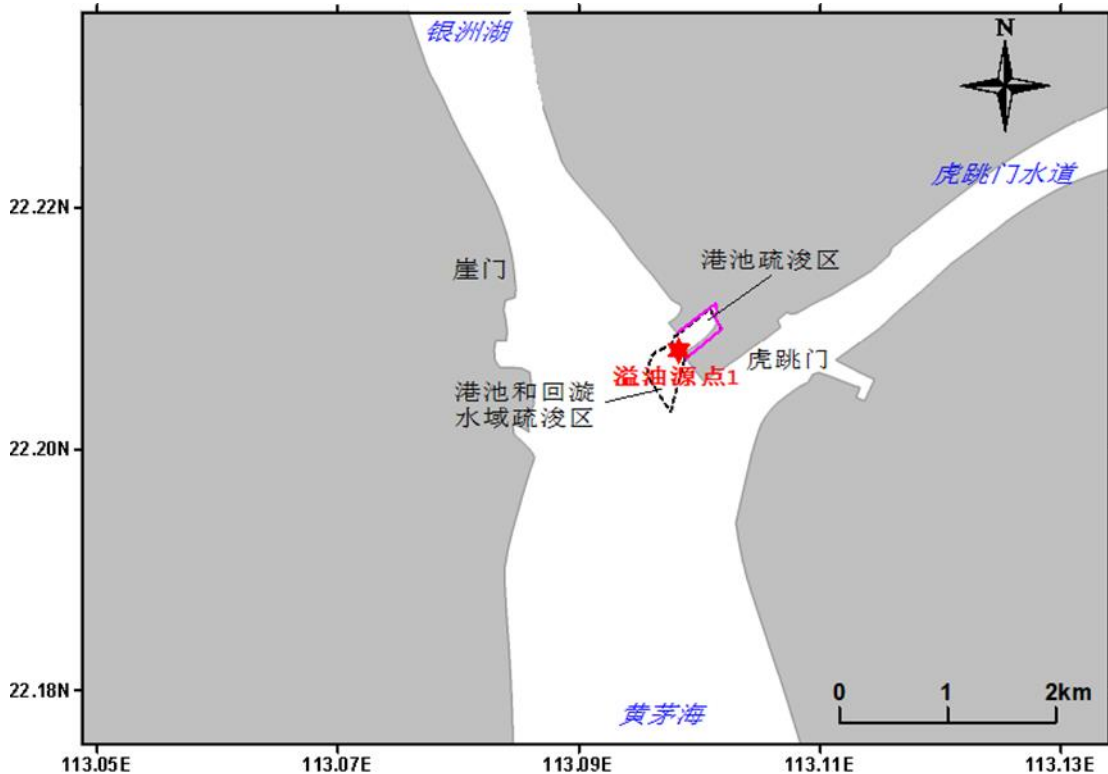 银洲湖
N
虎跳门水道
22.22N
港池疏浚区
崖门
虎跳门
溢油源点1
港池和回漩
水域疏浚区
22.20N
22.18N
0 1 2km
黄茅海
113.05E 113.07E 113.09E 113.11E 113.13E